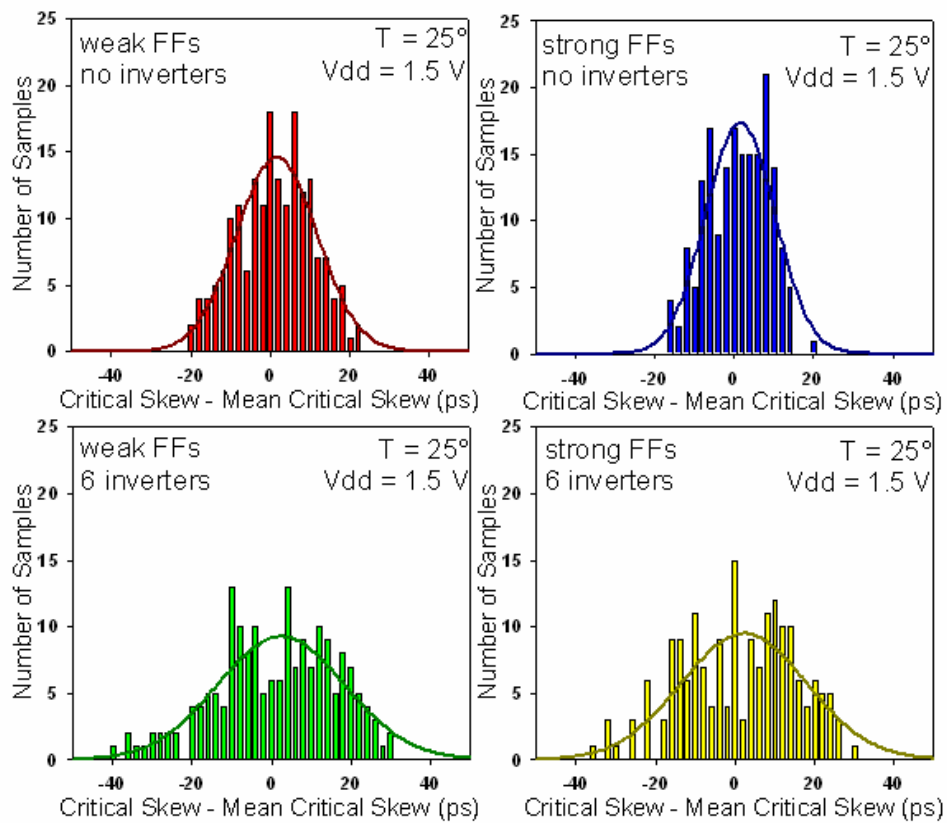 25
20
15
10
5
0
Number of Samples
weak FFs
no inverters
T = 25º
Vdd = 1.5 V
-40 -20 0 20 40
Critical Skew - Mean Critical Skew (ps)
25
20
15
10
5
0
Number of Samples
strong FFs
no inverters
T = 25º
Vdd = 1.5 V
-40 -20 0 20 40
Critical Skew - Mean Critical Skew (ps)
25
20
15
10
5
0
Number of Samples
weak FFs
6 inverters
T = 25º
Vdd = 1.5 V
-40 -20 0 20 40
Critical Skew - Mean Critical Skew (ps)
25
20
15
10
5
0
Number of Samples
strong FFs
6 inverters
T = 25º
Vdd = 1.5 V
-40 -20 0 20 40
Critical Skew - Mean Critical Skew (ps)